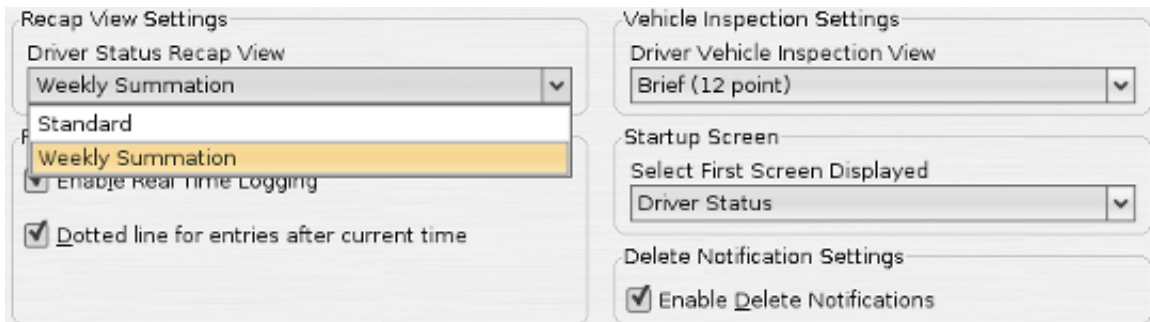 Recap View Settings
Driver Status Recap View
Weekly Summation
Standard
Weekly Summation
Enable Real Time Logging
Dotted line for entries after current time
Vehicle Inspection Settings
Driver Vehicle Inspection View
Brief (12 point)
Startup Screen
Select First Screen Displayed
Driver Status
Delete Notification Settings
Enable Delete Notifications